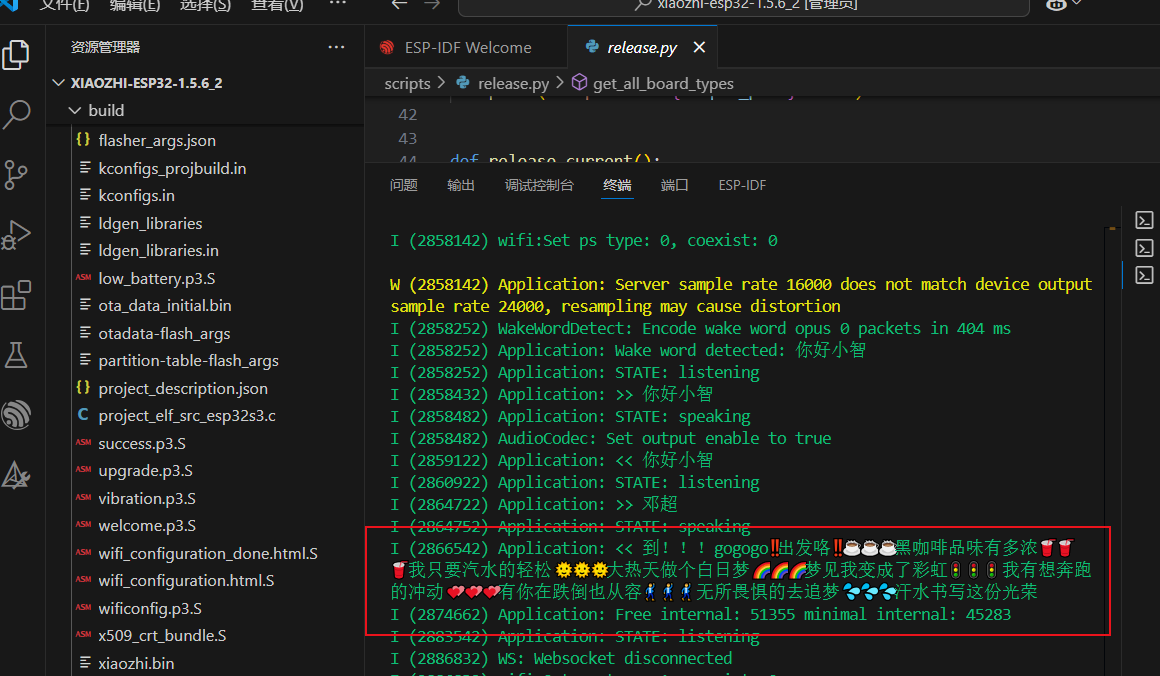 文件(F) 编辑(E) 选择(S) 查看(V) ··· xiaozhi-esp32-1.5.6_2 [管理员]
资源管理器 ···
XIAOZHI-ESP32-1.5.6_2
build
flasher_args.json
kconfigs_projbuild.in
kconfigs.in
ldgen_libraries
ldgen_libraries.in
low_battery.p3.S
ota_data_initial.bin
otadata-flash_args
partition-table-flash_args
project_description.json
project_elf_src_esp32s3.c
success.p3.S
upgrade.p3.S
vibration.p3.S
welcome.p3.S
wifi_configuration_done.html.S
wifi_configuration.html.S
wificonfig.p3.S
x509_crt_bundle.S
xiaozhi.bin
ESP-IDF Welcome release.py
scripts > release.py > get_all_board_types
42
43
44 def release_current():
问题 输出 调试控制台 终端 端口 ESP-IDF
I (2858142) wifi:Set ps type: 0, coexist: 0
W (2858142) Application: Server sample rate 16000 does not match device output
sample rate 24000, resampling may cause distortion
I (2858252) WakeWordDetect: Encode wake word opus 0 packets in 404 ms
I (2858252) Application: Wake word detected: 你好小智
I (2858252) Application: STATE: listening
I (2858432) Application: >> 你好小智
I (2858482) Application: STATE: speaking
I (2858482) AudioCodec: Set output enable to true
I (2859122) Application: << 你好小智
I (2860922) Application: STATE: listening
I (2864722) Application: >> 邓超
I (2864752) Application: STATE: speaking
I (2866542) Application: << 到！！！gogogo‼️出发咯‼️☕☕☕黑咖啡品味有多浓🥤🥤
🥤我只要汽水的轻松🌞🌞🌞大热天做个白日梦🌈🌈🌈梦见我变成了彩虹🚦🚦🚦我有想奔跑
的冲动💕💕💕有你在跌倒也从容🕴🕴🕴无所畏惧的去追梦💦💦💦汗水书写这份光荣
I (2874662) Application: Free internal: 51355 minimal internal: 45283
I (2883542) Application: STATE: listening
I (2886832) WS: Websocket disconnected